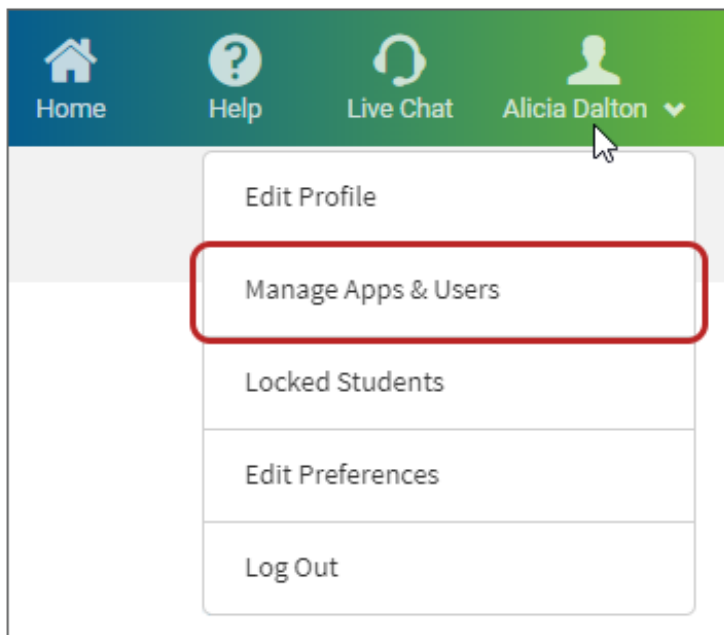 Home
Help
Live Chat
Alicia Dalton
Edit Profile
Manage Apps & Users
Locked Students
Edit Preferences
Log Out